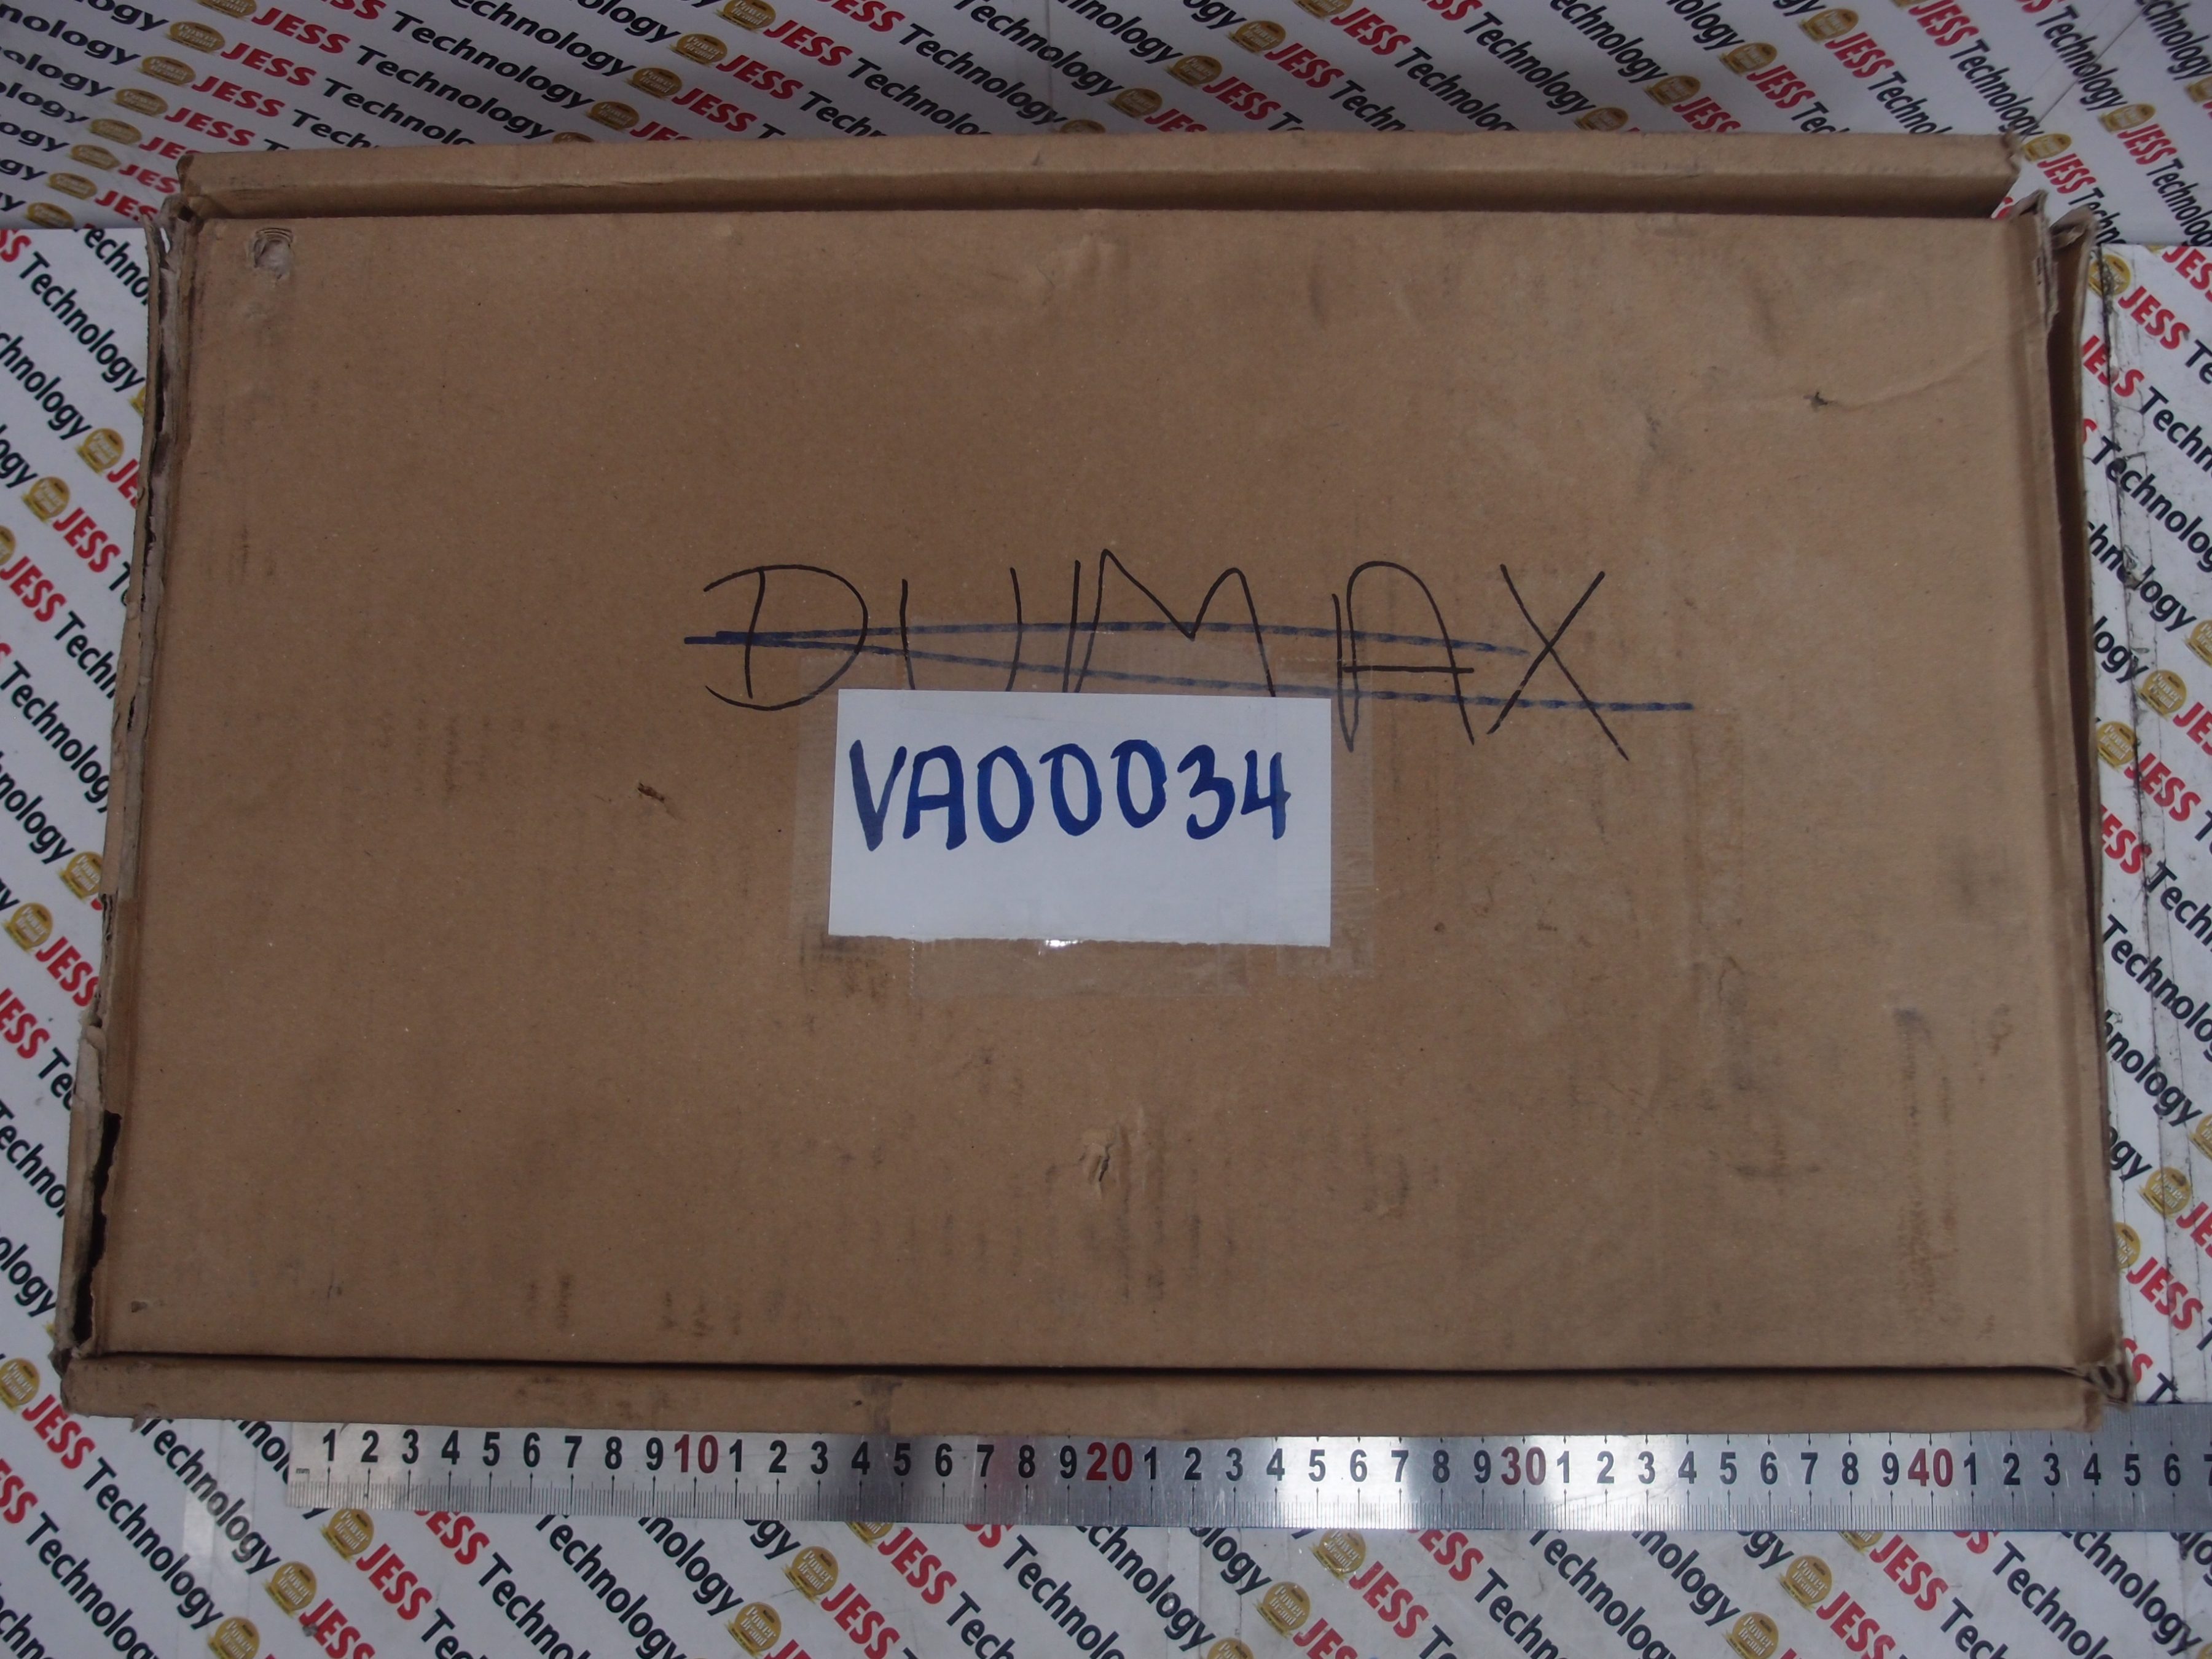 DUMAX
VA00034
1 2 3 4 5 6 7 8 9 10 1 2 3 4 5 6 7 8 9 20 1 2 3 4 5 6 7 8 9 30 1 2 3 4 5 6 7 8 9 40 1 2 3 4 5 6 7
JESS Technology
Power Brand